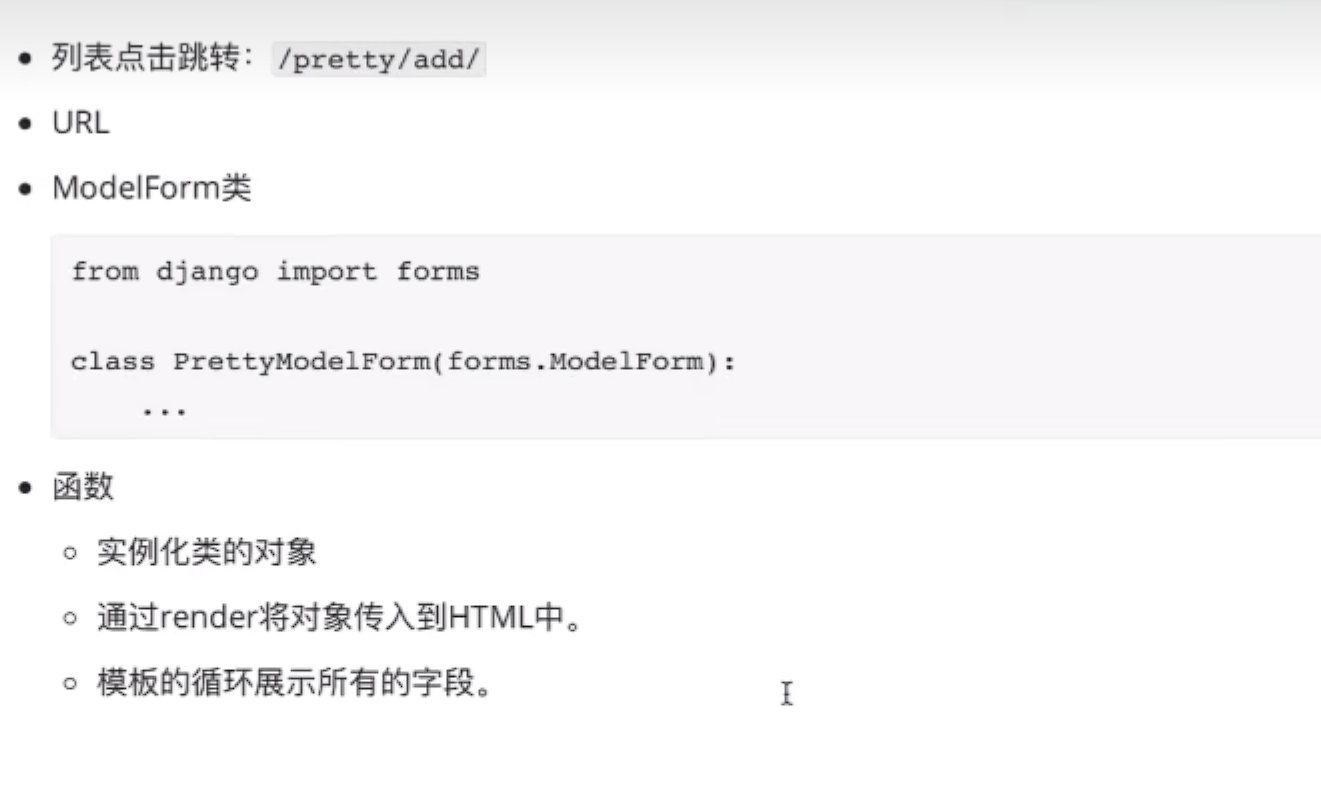 列表点击跳转：/pretty/add/
URL
ModelForm类
from django import forms
class PrettyModelForm(forms.ModelForm):
    ...
函数
实例化类的对象
通过render将对象传入到HTML中。
模板的循环展示所有的字段。